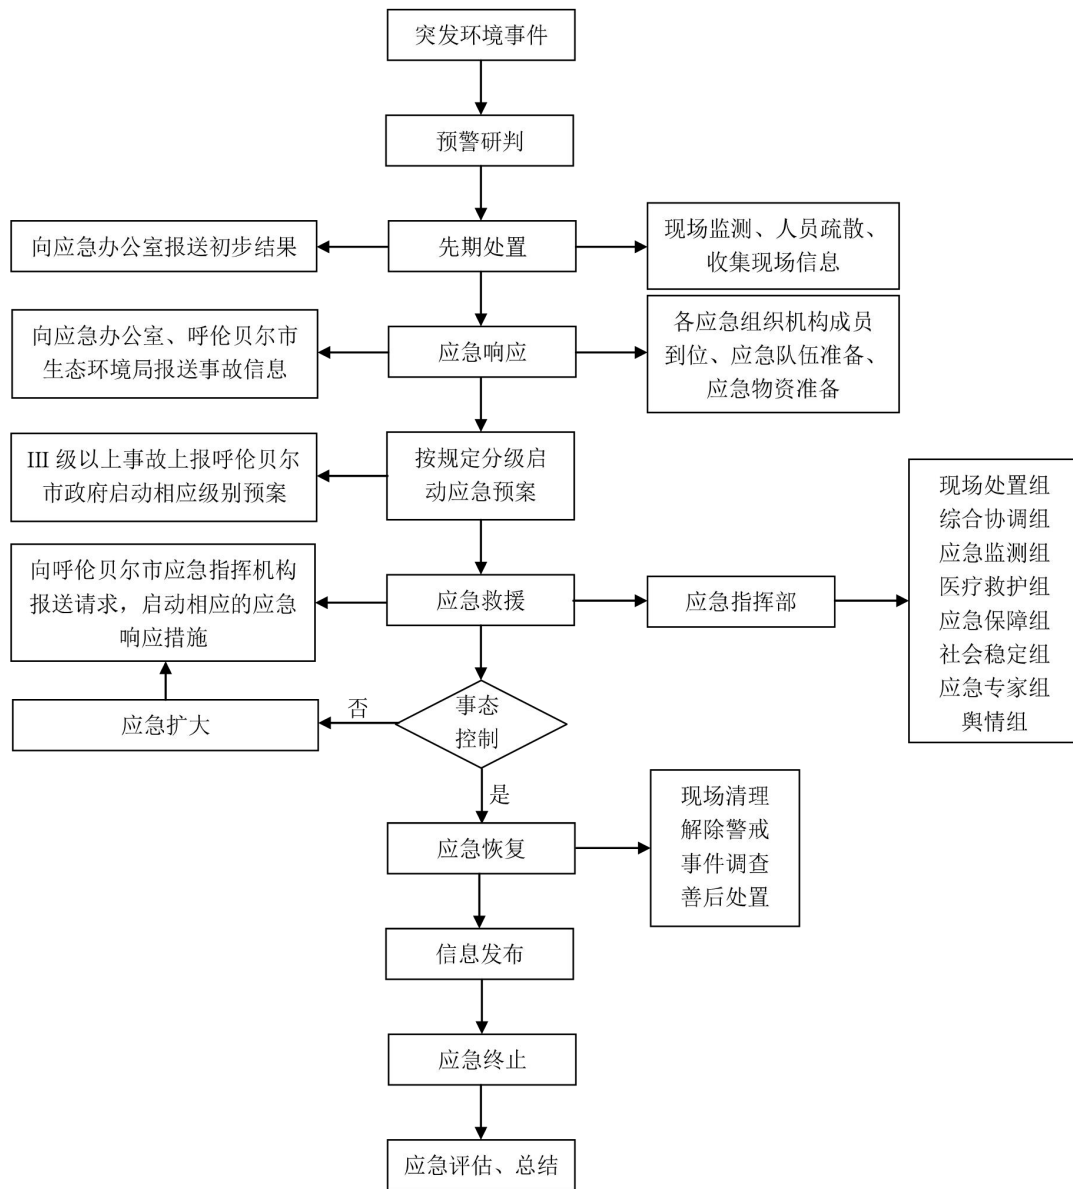 突发环境事件
预警研判
向应急办公室报送初步结果
先期处置
现场监测、人员疏散、
收集现场信息
向应急办公室、呼伦贝尔市
生态环境局报送事故信息
应急响应
各应急组织机构成员
到位、应急队伍准备、
应急物资准备
III 级以上事故上报呼伦贝尔
市政府启动相应级别预案
按规定分级启
动应急预案
向呼伦贝尔市应急指挥机构
报送请求，启动相应的应急
响应措施
应急救援
应急指挥部
现场处置组
综合协调组
应急监测组
医疗救护组
应急保障组
社会稳定组
应急专家组
舆情组
应急扩大
否
事态
控制
是
应急恢复
现场清理
解除警戒
事件调查
善后处置
信息发布
应急终止
应急评估、总结